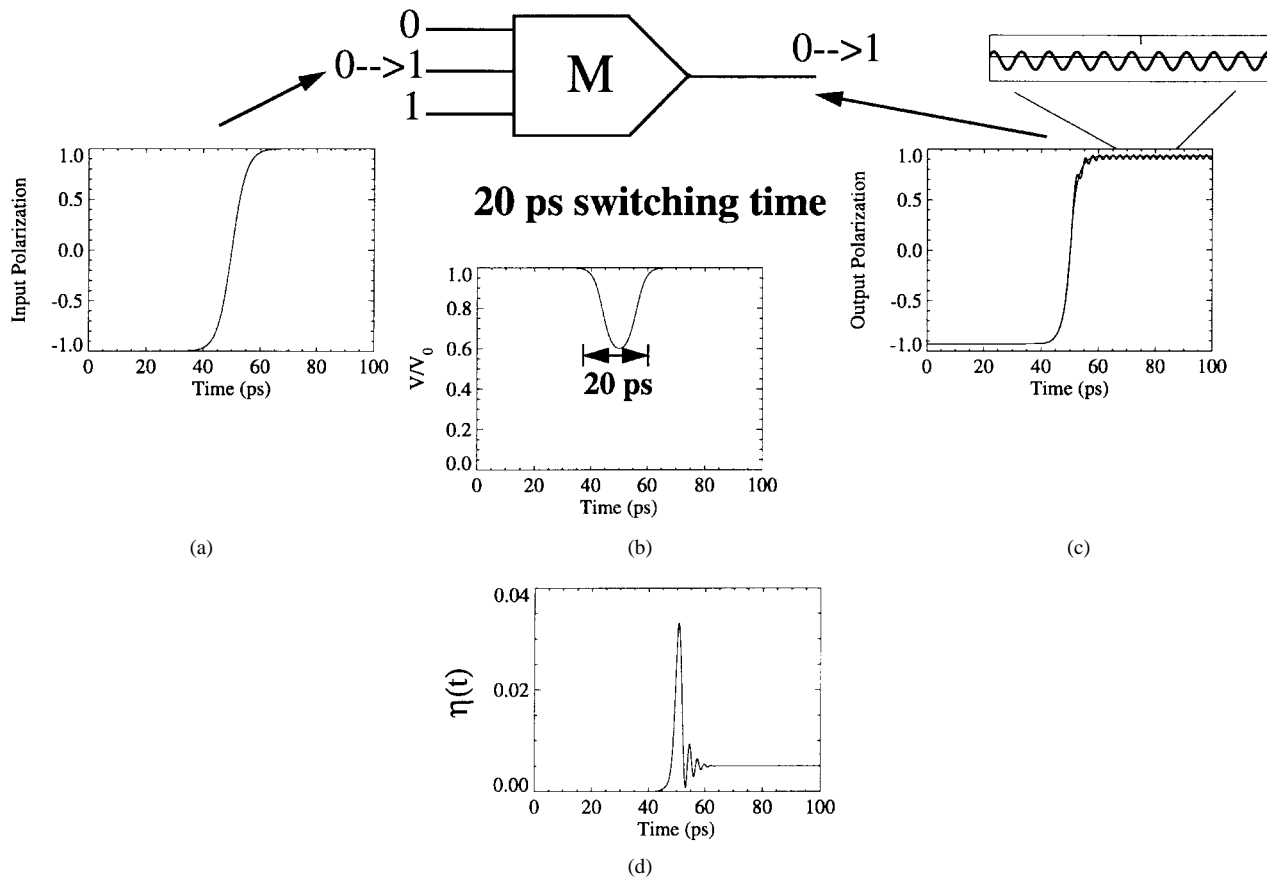 0
0-->1
1
M
0-->1
20 ps switching time
1.0
0.5
0.0
-0.5
-1.0
Input Polarization
0 20 40 60 80 100
Time (ps)
(a)
1.0
0.8
0.6
0.4
0.2
0.0
V/V₀
20 ps
0 20 40 60 80 100
Time (ps)
(b)
1.0
0.5
0.0
-0.5
-1.0
Output Polarization
0 20 40 60 80 100
Time (ps)
(c)
0.04
0.02
0.00
η(t)
0 20 40 60 80 100
Time (ps)
(d)